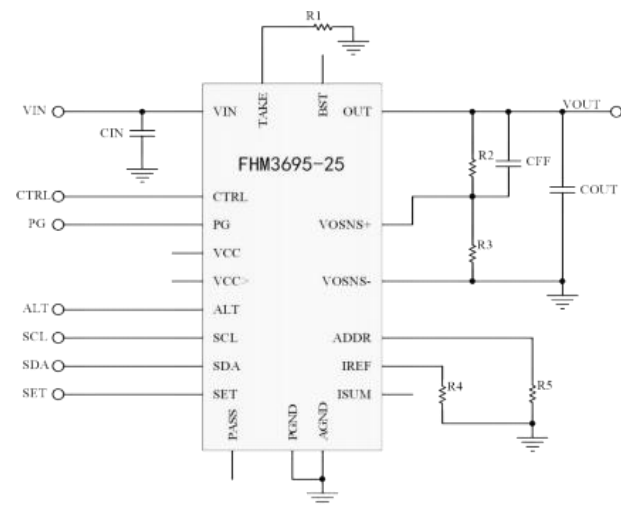 R1
VIN
VIN
TAKE
BST
OUT
VOUT
CIN
FHM3695-25
R2
CFF
COUT
CTRL
CTRL
PG
PG
VOSNS+
R3
VCC
VCC>
VOSNS-
ALT
ALT
SCL
SCL
ADDR
SDA
SDA
IREF
R4
R5
SET
SET
ISUM
PASS
PGND
AGND